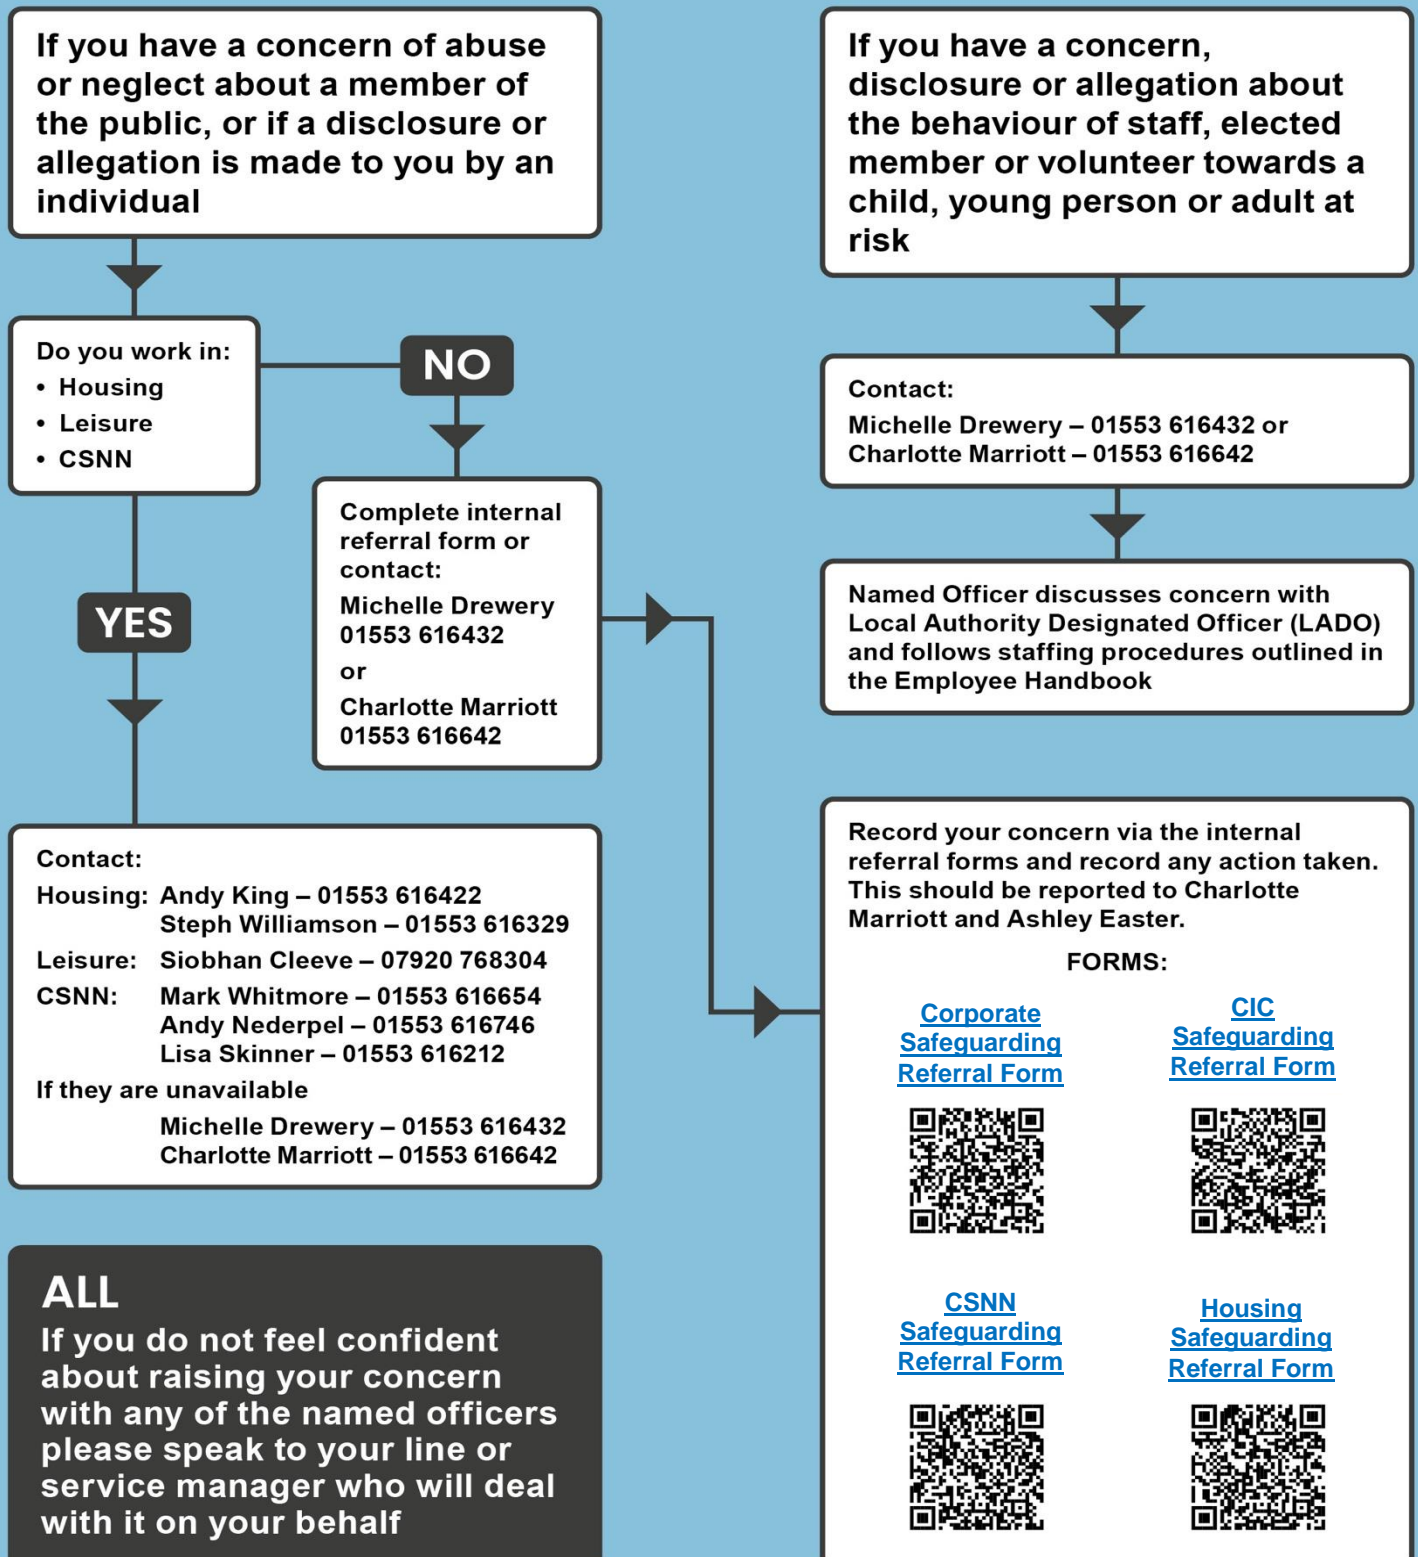 If you have a concern of abuse
or neglect about a member of
the public, or if a disclosure or
allegation is made to you by an
individual
Do you work in:
• Housing
• Leisure
• CSNN
NO
YES
Complete internal
referral form or
contact:
Michelle Drewery
01553 616432
or
Charlotte Marriott
01553 616642
Contact:
Housing: Andy King – 01553 616422
Steph Williamson – 01553 616329
Leisure: Siobhan Cleeve – 07920 768304
CSNN: Mark Whitmore – 01553 616654
Andy Nederpel – 01553 616746
Lisa Skinner – 01553 616212
If they are unavailable
Michelle Drewery – 01553 616432
Charlotte Marriott – 01553 616642
ALL
If you do not feel confident
about raising your concern
with any of the named officers
please speak to your line or
service manager who will deal
with it on your behalf
If you have a concern,
disclosure or allegation about
the behaviour of staff, elected
member or volunteer towards a
child, young person or adult at
risk
Contact:
Michelle Drewery – 01553 616432 or
Charlotte Marriott – 01553 616642
Named Officer discusses concern with
Local Authority Designated Officer (LADO)
and follows staffing procedures outlined in
the Employee Handbook
Record your concern via the internal
referral forms and record any action taken.
This should be reported to Charlotte
Marriott and Ashley Easter.
FORMS:
Corporate
Safeguarding
Referral Form
CIC
Safeguarding
Referral Form
CSNN
Safeguarding
Referral Form
Housing
Safeguarding
Referral Form